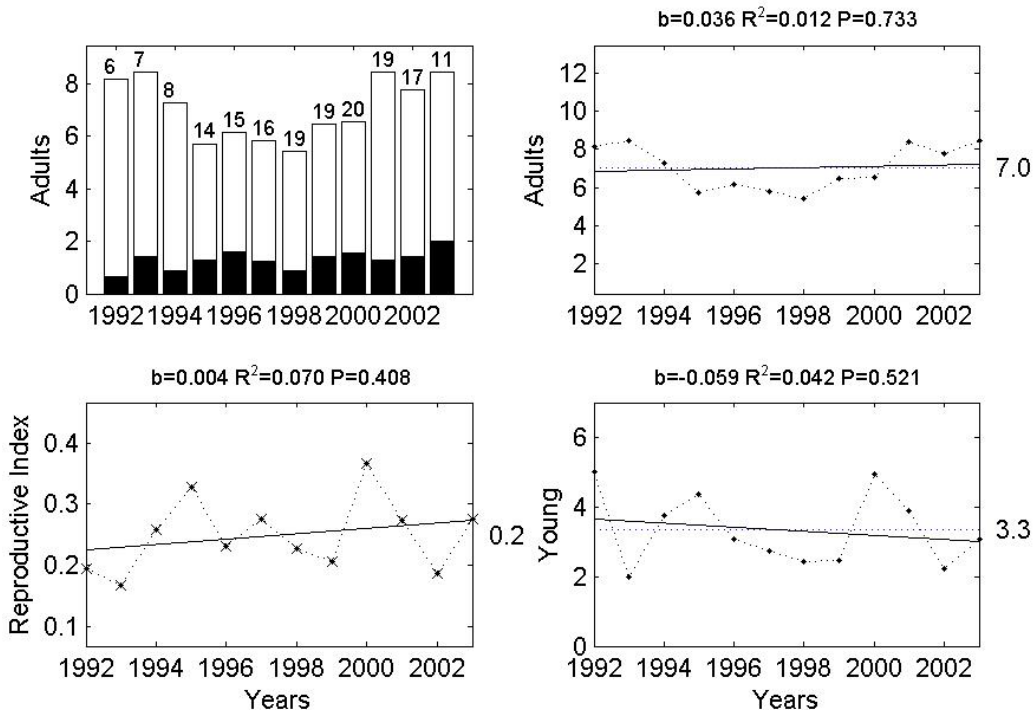 b=0.036 R²=0.012 P=0.733
6 7 8 14 15 16 19 19 20 19 17 11
Adults
8
6
4
2
0
1992 1994 1996 1998 2000 2002
Adults
12
10
8
6
4
2
7.0
1992 1994 1996 1998 2000 2002
b=0.004 R²=0.070 P=0.408
Reproductive Index
0.4
0.3
0.2
0.1
0.2
1992 1994 1996 1998 2000 2002
Years
b=-0.059 R²=0.042 P=0.521
Young
6
4
2
0
3.3
1992 1994 1996 1998 2000 2002
Years